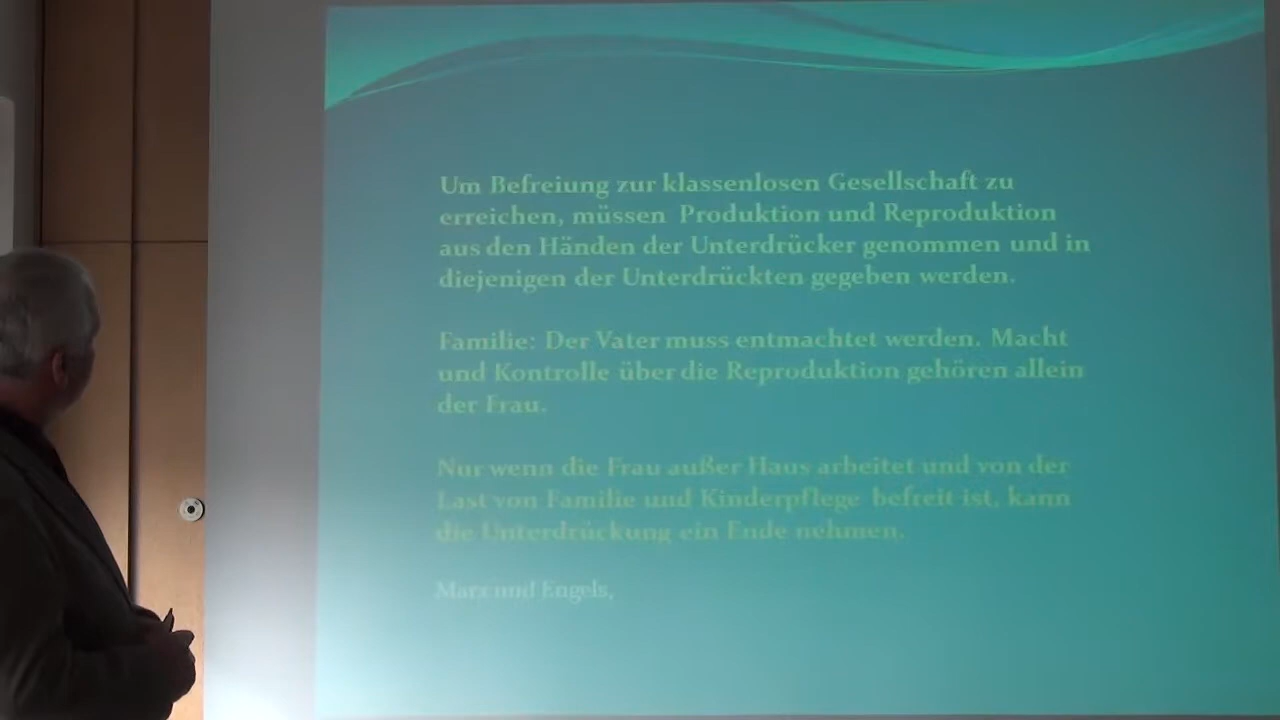 Um Befreiung zur klassenlosen Gesellschaft zu
erreichen, müssen Produktion und Reproduktion
aus den Händen der Unterdrücker genommen und in
diejenigen der Unterdrückten gegeben werden.
Familie: Der Vater muss entmachtet werden. Macht
und Kontrolle über die Reproduktion gehören allein
der Frau.
Nur wenn die Frau außer Haus arbeitet und von der
Last von Familie und Kinderpflege befreit ist, kann
die Unterdrückung ein Ende nehmen.
Marx und Engels,